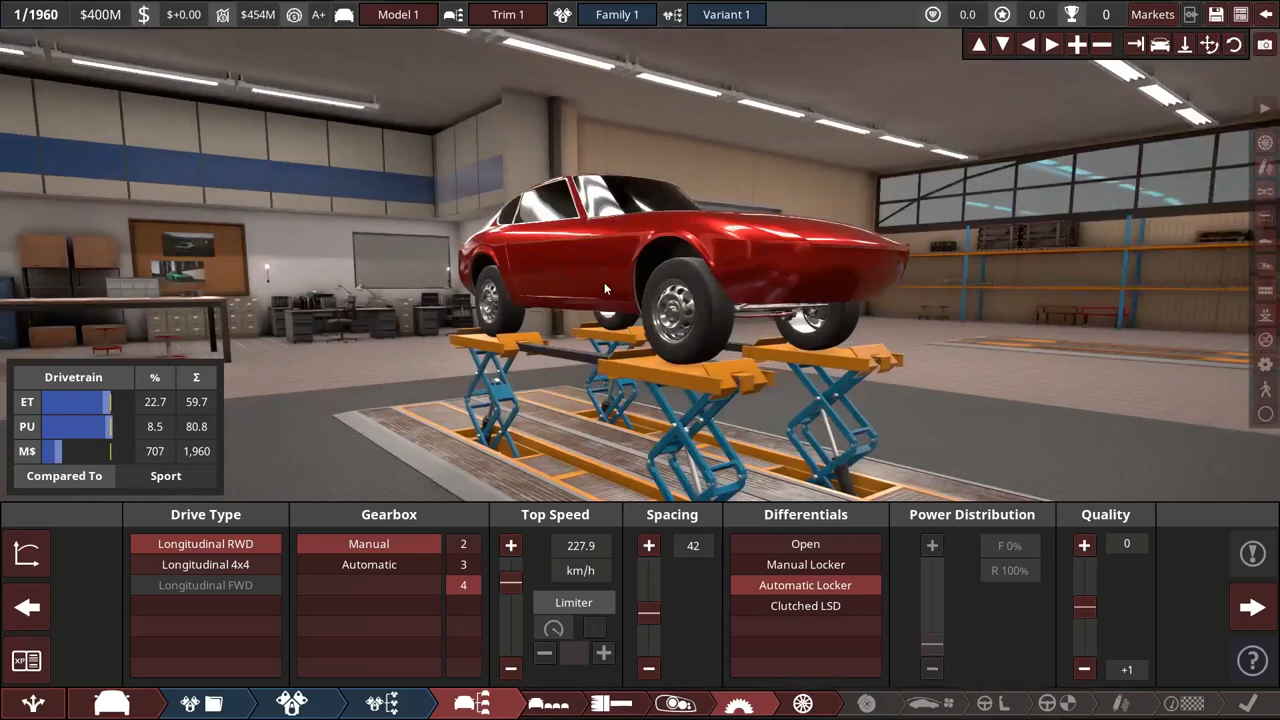 1/1960 $400M $+0.00 $454M A+ Model 1 Trim 1 Family 1 Variant 1 0.0 0.0 0 Markets
Drivetrain % Σ
ET 22.7 59.7
PU 8.5 80.8
M$ 707 1,960
Compared To Sport
Drive Type
Longitudinal RWD
Longitudinal 4x4
Longitudinal FWD
Gearbox
Manual 2
Automatic 3
4
Top Speed
227.9
km/h
Limiter
Spacing
42
Differentials
Open
Manual Locker
Automatic Locker
Clutched LSD
Power Distribution
F 0%
R 100%
Quality
0
+1
XP